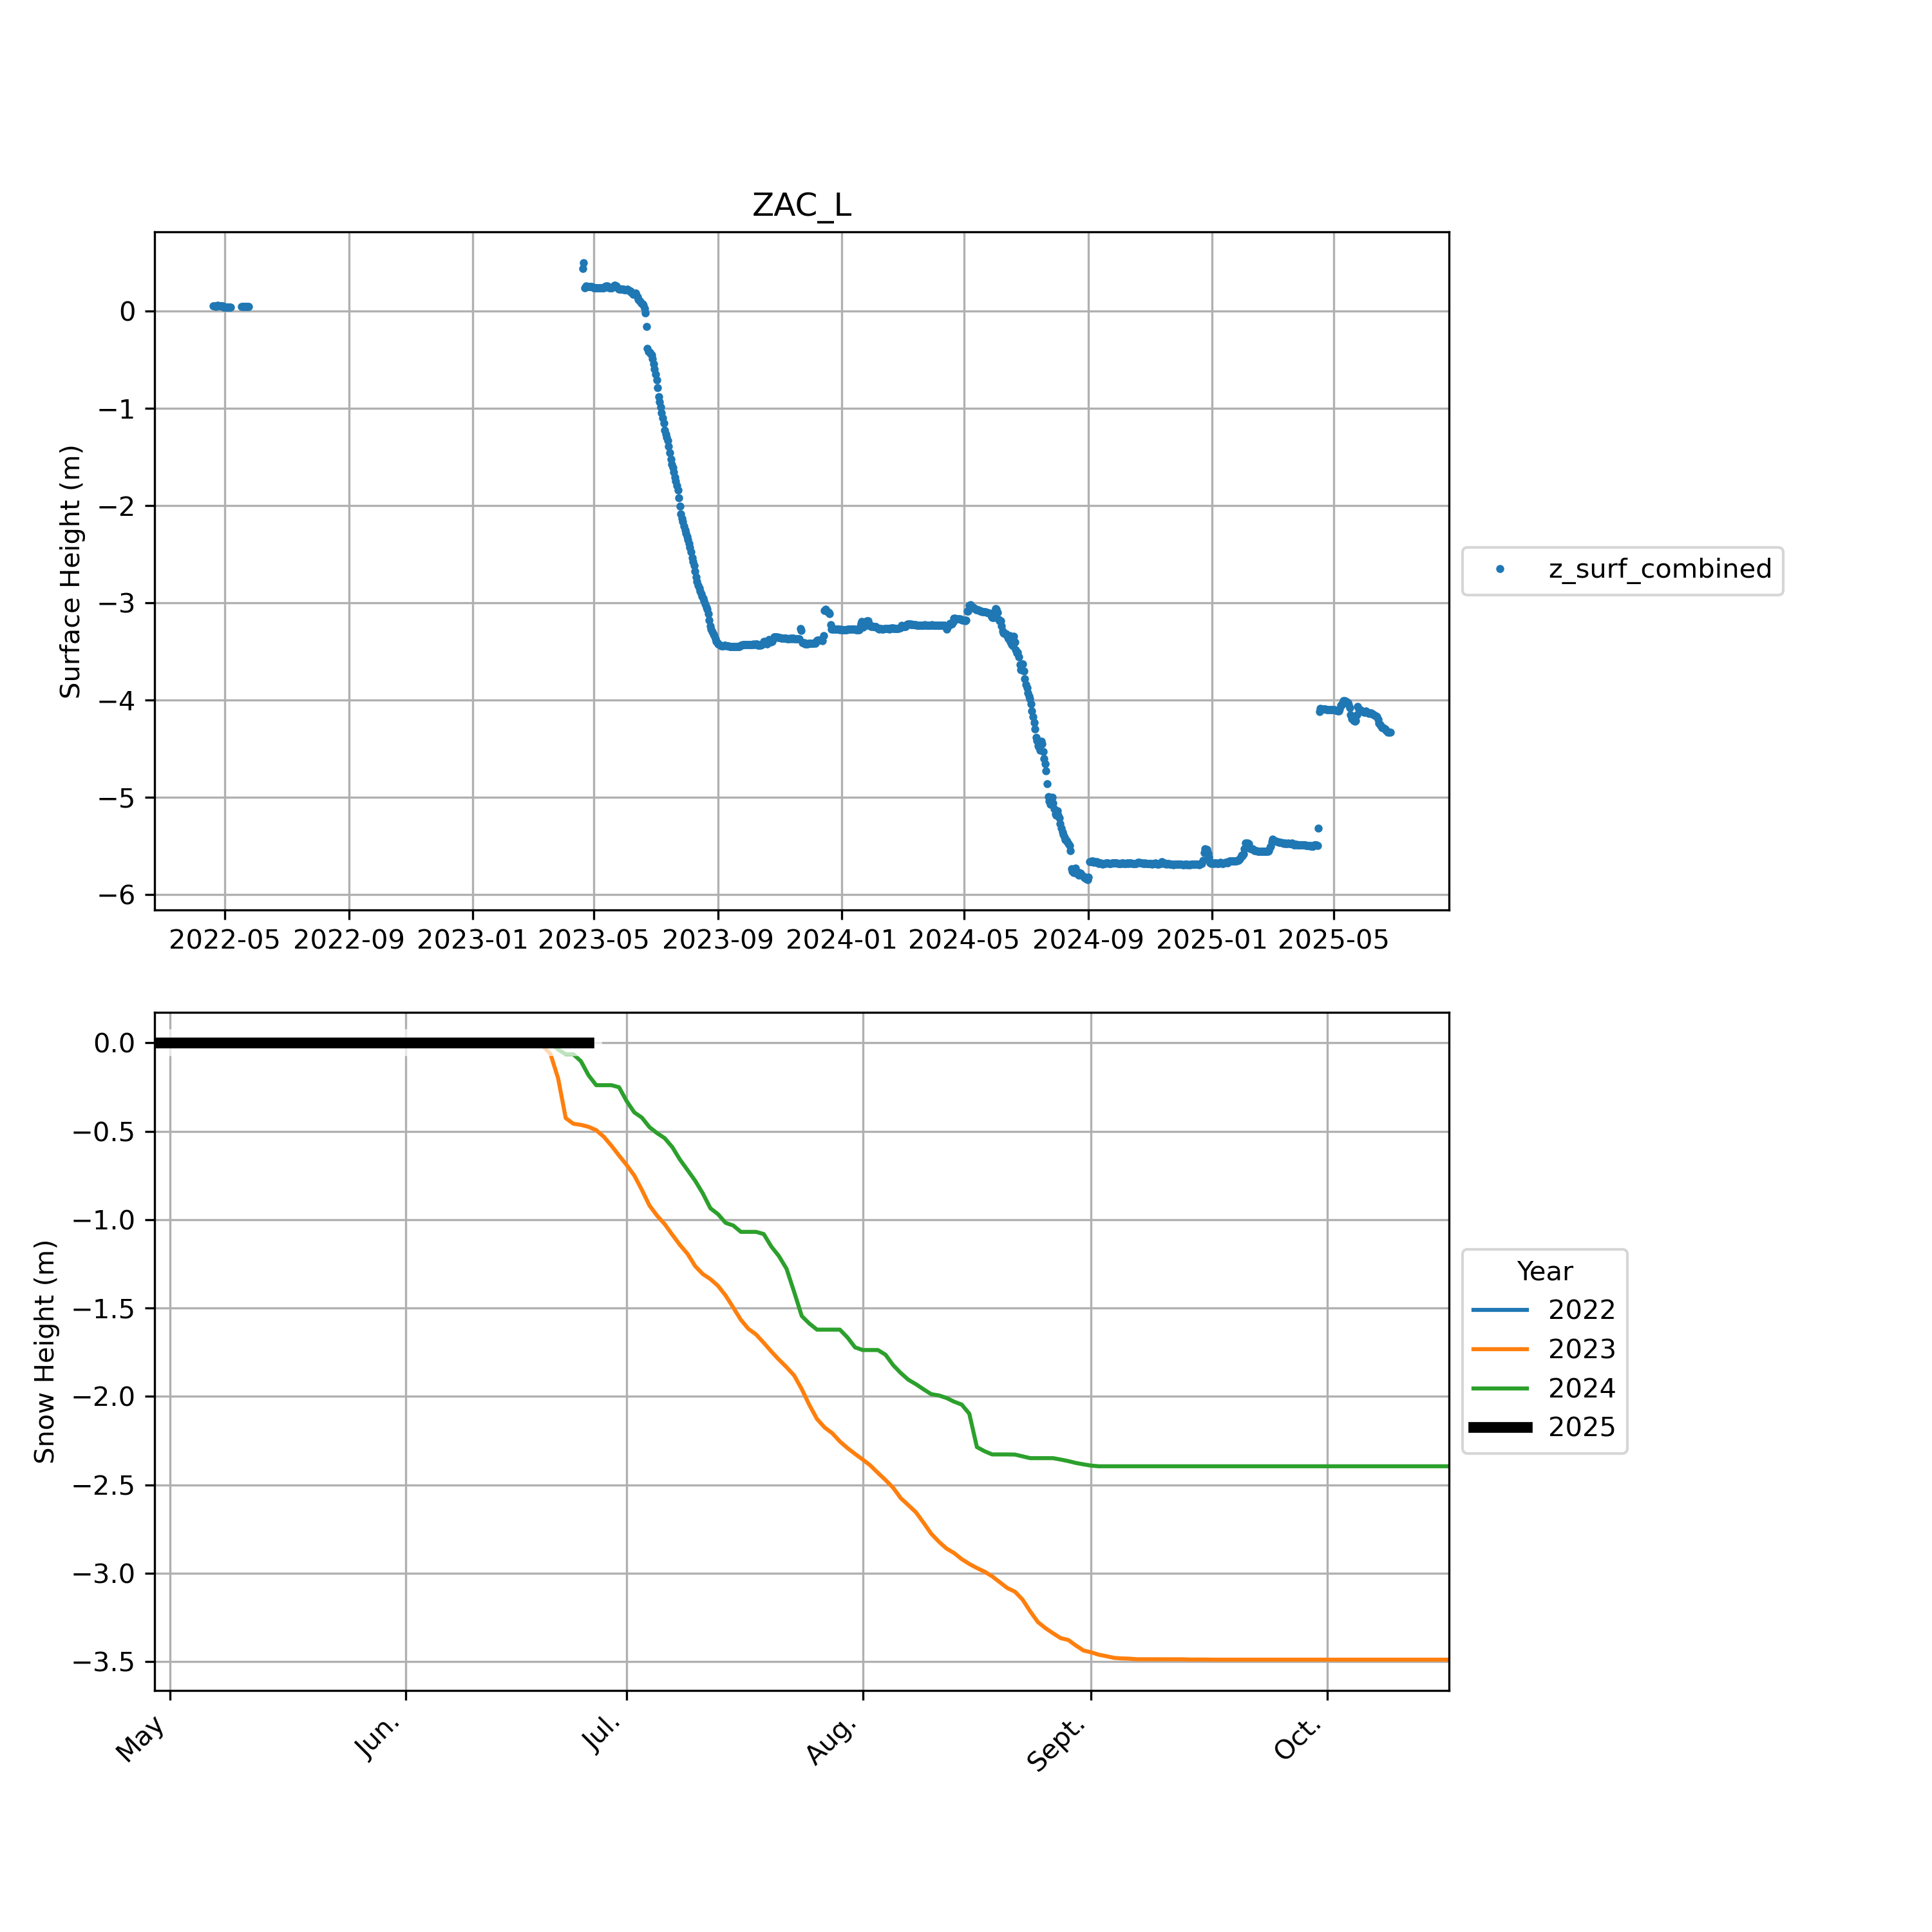 ZAC_L
Surface Height (m)
0
−1
−2
−3
−4
−5
−6
2022-05 2022-09 2023-01 2023-05 2023-09 2024-01 2024-05 2024-09 2025-01 2025-05
z_surf_combined
Snow Height (m)
0.0
−0.5
−1.0
−1.5
−2.0
−2.5
−3.0
−3.5
May Jun. Jul. Aug. Sept. Oct.
Year
2022
2023
2024
2025